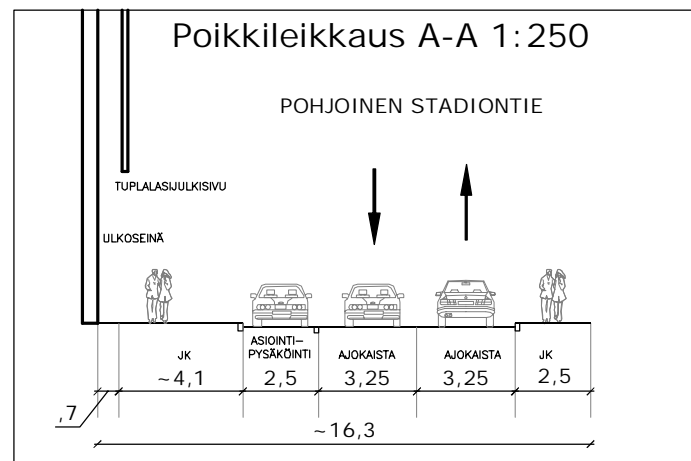 Poikkileikkaus A-A 1:250
POHJOINEN STADIONTIE
TUPLALASIJULKISIVU
ULKOSEINÄ
JK
ASIOINTI-
PYSÄKÖINTI
AJOKAISTA
AJOKAISTA
JK
~4,1
2,5
3,25
3,25
2,5
,7
~16,3